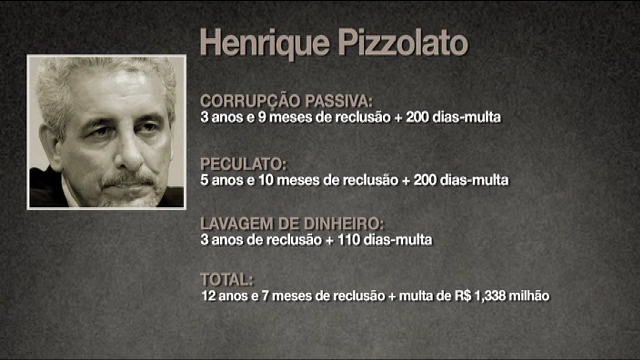 Henrique Pizzolato
CORRUPÇÃO PASSIVA:
3 anos e 9 meses de reclusão + 200 dias-multa
PECULATO:
5 anos e 10 meses de reclusão + 200 dias-multa
LAVAGEM DE DINHEIRO:
3 anos de reclusão + 110 dias-multa
TOTAL:
12 anos e 7 meses de reclusão + multa de R$ 1,338 milhão